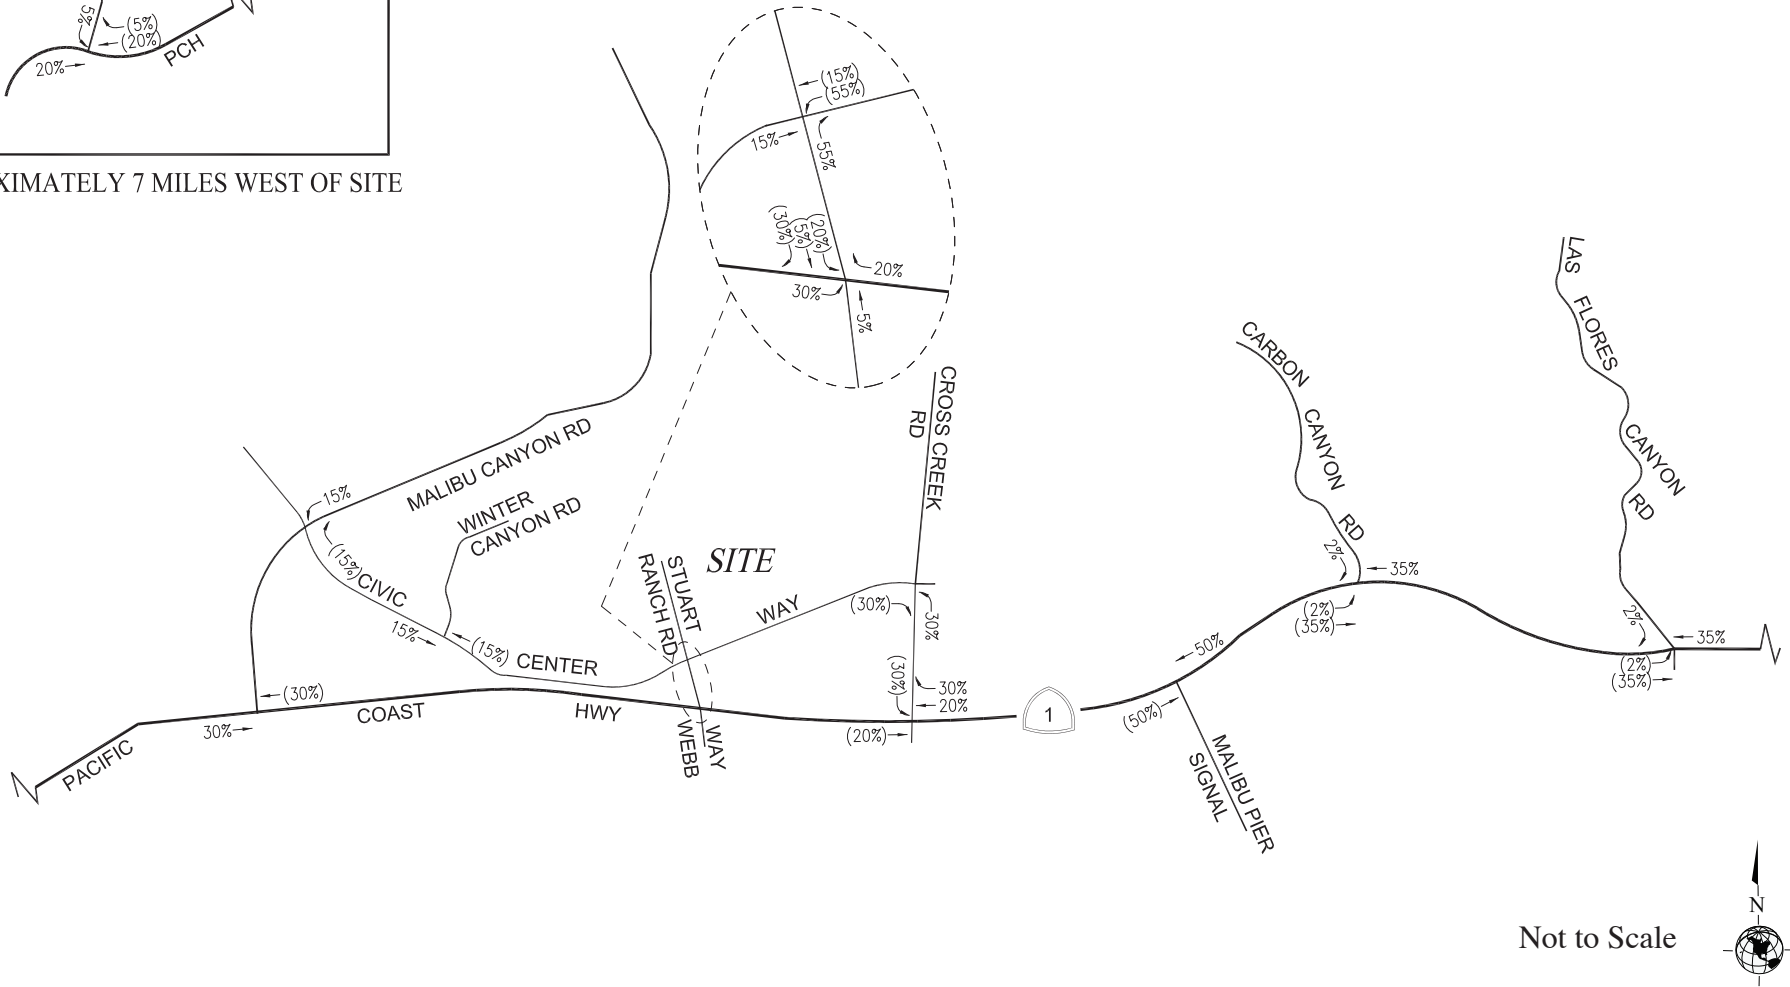 5%
(5%)
(20%)
20%
PCH
XIMATELY 7 MILES WEST OF SITE
(15%)
(55%)
15%
55%
(30%)
5%
(20%)
20%
30%
5%
CROSS CREEK
RD
CARBON
CANYON
RD
LAS
FLORES
CANYON
RD
MALIBU CANYON RD
15%
(15%)
WINTER
CANYON RD
SITE
STUART
RANCH RD
CIVIC
CENTER
WAY
15%
(15%)
(30%)
30%
(30%)
30%
20%
(20%)
(30%)
30%
PACIFIC
COAST
HWY
WEBB
WAY
1
50%
(50%)
MALIBU PIER
SIGNAL
2%
35%
(2%)
(35%)
2%
35%
(2%)
(35%)
Not to Scale
N